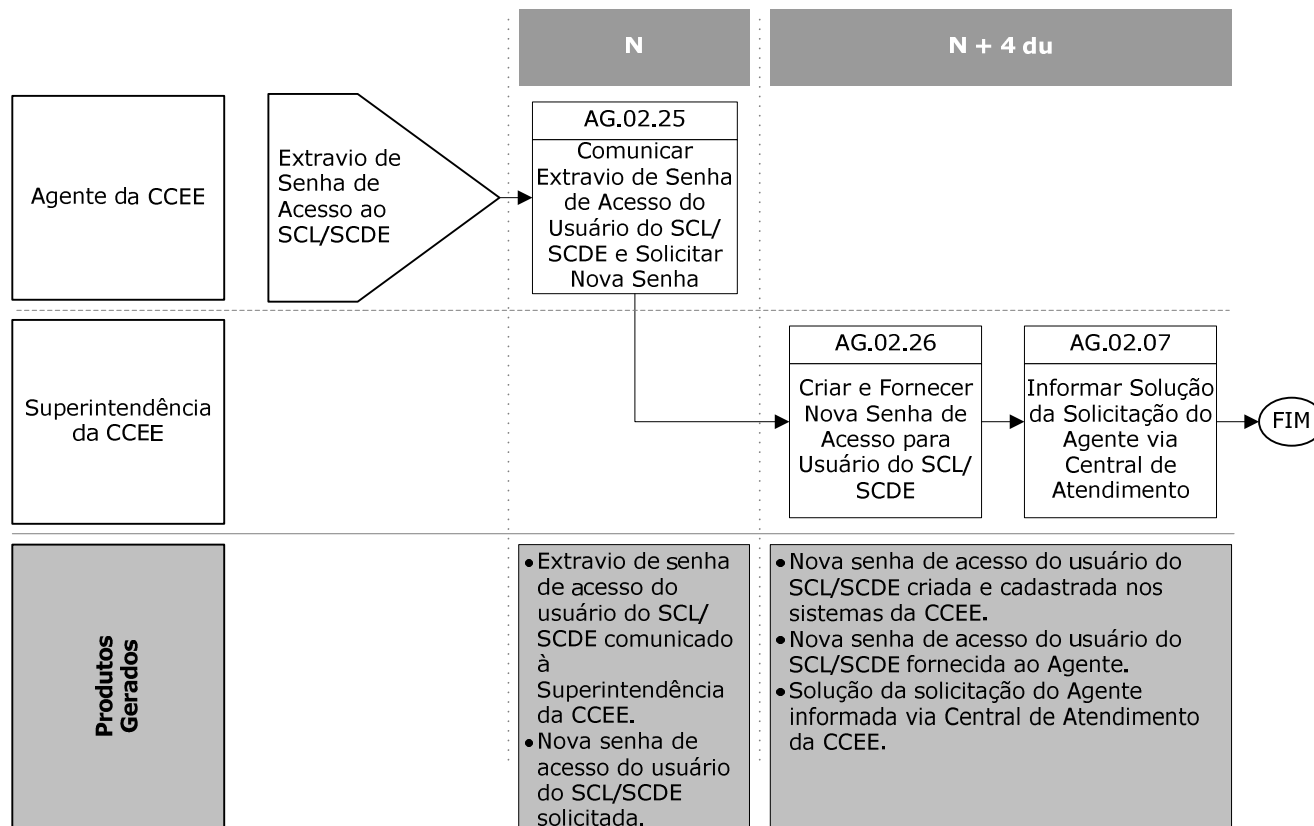 N
N + 4 du
Agente da CCEE
Extravio de
Senha de
Acesso ao
SCL/SCDE
AG.02.25
Comunicar
Extravio de Senha
de Acesso do
Usuário do SCL/
SCDE e Solicitar
Nova Senha
Superintendência
da CCEE
AG.02.26
Criar e Fornecer
Nova Senha de
Acesso para
Usuário do SCL/
SCDE
AG.02.07
Informar Solução
da Solicitação do
Agente via
Central de
Atendimento
FIM
Produtos
Gerados
• Extravio de senha
de acesso do
usuário do SCL/
SCDE comunicado
à
Superintendência
da CCEE.
• Nova senha de
acesso do usuário
do SCL/SCDE
solicitada.
• Nova senha de acesso do usuário do
SCL/SCDE criada e cadastrada nos
sistemas da CCEE.
• Nova senha de acesso do usuário do
SCL/SCDE fornecida ao Agente.
• Solução da solicitação do Agente
informada via Central de Atendimento
da CCEE.